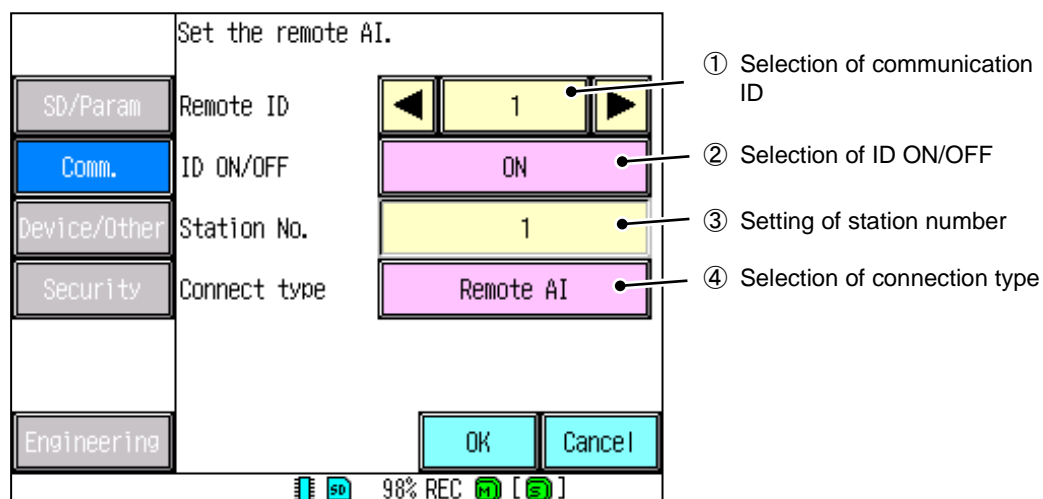 Set the remote AI.
SD/Param
Remote ID
1
Comm.
ID ON/OFF
ON
Device/Other
Station No.
1
Security
Connect type
Remote AI
Engineering
OK
Cancel
SD
98% REC M [S]
① Selection of communication
ID
② Selection of ID ON/OFF
③ Setting of station number
④ Selection of connection type